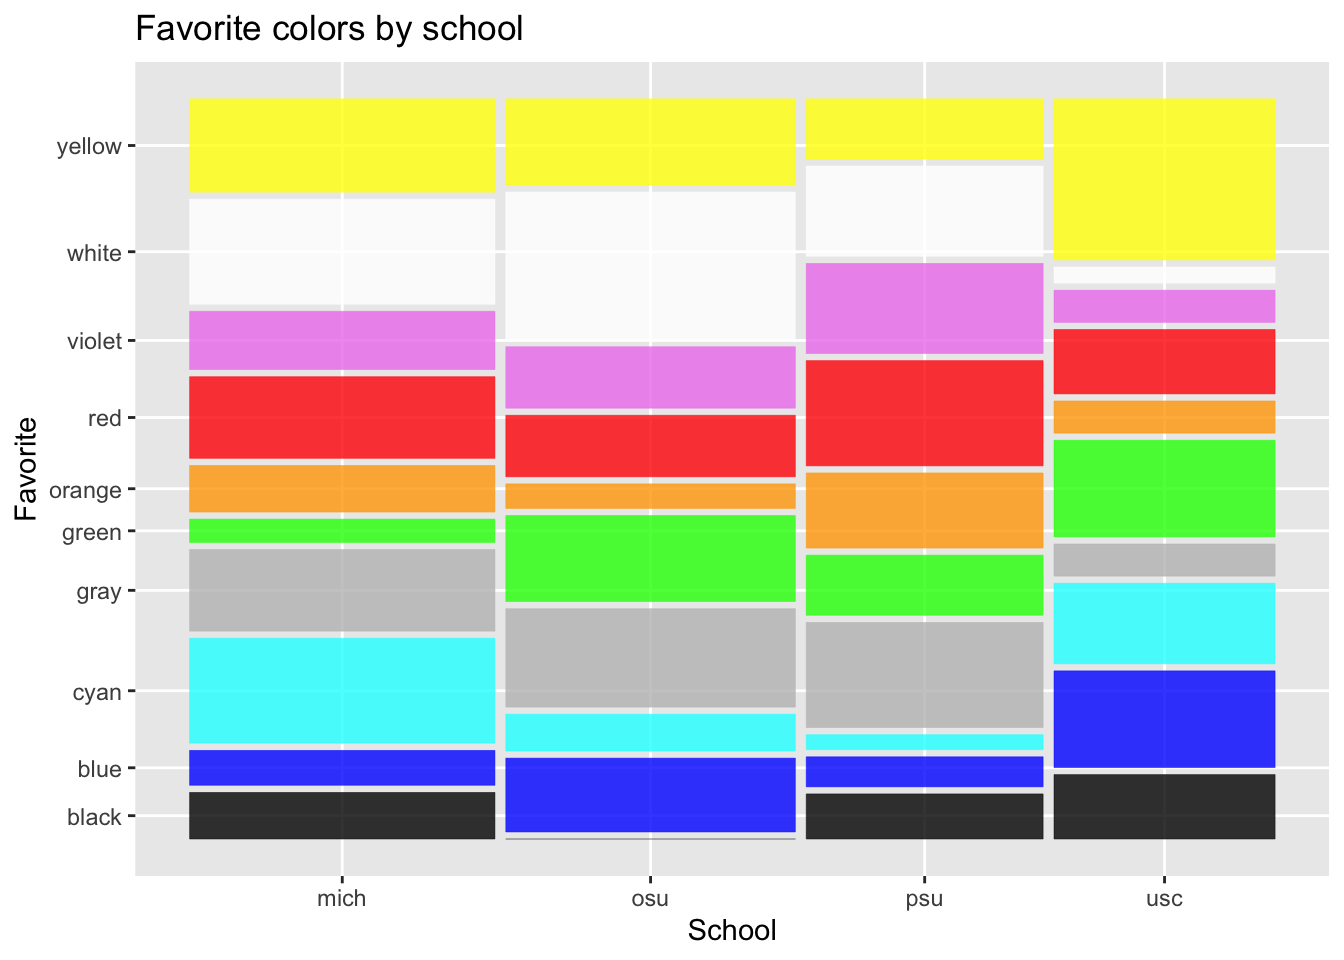 Favorite colors by school
Favorite
yellow
white
violet
red
orange
green
gray
cyan
blue
black
mich osu psu usc
School